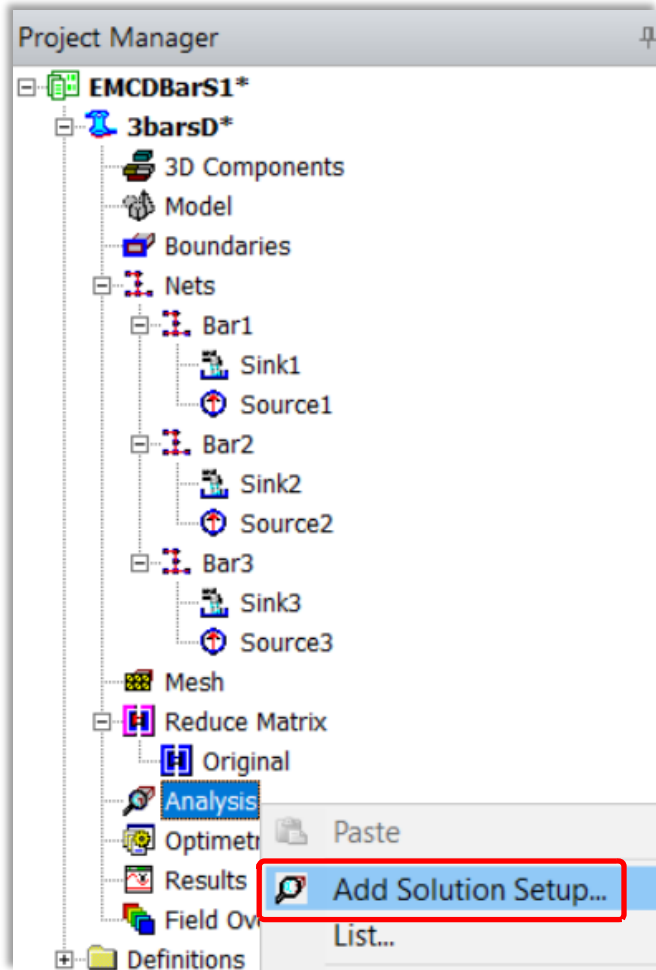 Project Manager
EMCDBarS1*
3barsD*
3D Components
Model
Boundaries
Nets
Bar1
Sink1
Source1
Bar2
Sink2
Source2
Bar3
Sink3
Source3
Mesh
Reduce Matrix
Original
Analysis
Paste
Optimetr
Results
Add Solution Setup...
Field Ov
List...
Definitions